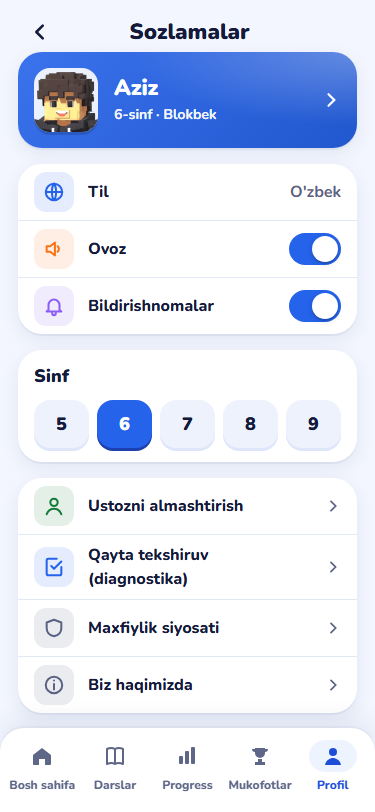 Sozlamalar
Aziz
6-sinf · Blokbek
Til
O'zbek
Ovoz
Bildirishnomalar
Sinf
5 6 7 8 9
Ustozni almashtirish
Qayta tekshiruv
(diagnostika)
Maxfiylik siyosati
Biz haqimizda
Bosh sahifa Darslar Progress Mukofotlar Profil